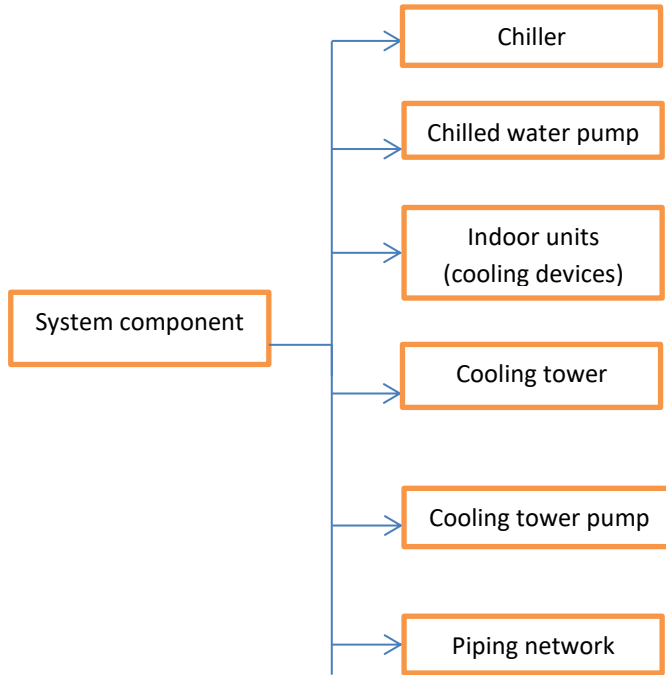 Chiller
Chilled water pump
Indoor units
(cooling devices)
System component
Cooling tower
Cooling tower pump
Piping network